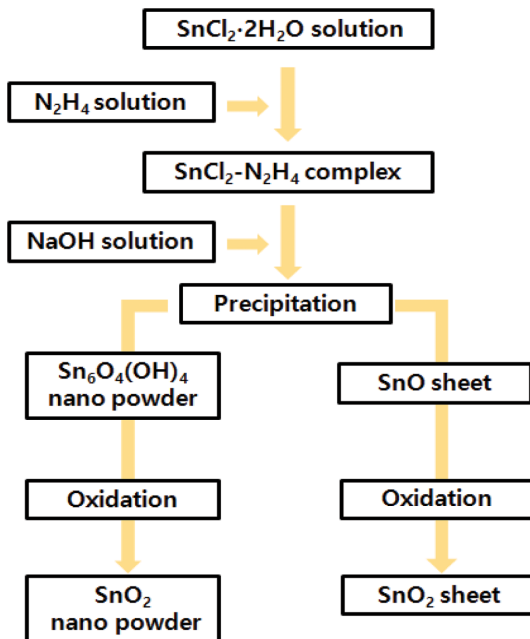 SnCl₂·2H₂O solution
N₂H₄ solution
SnCl₂-N₂H₄ complex
NaOH solution
Precipitation
Sn₆O₄(OH)₄
nano powder
SnO sheet
Oxidation
Oxidation
SnO₂
nano powder
SnO₂ sheet